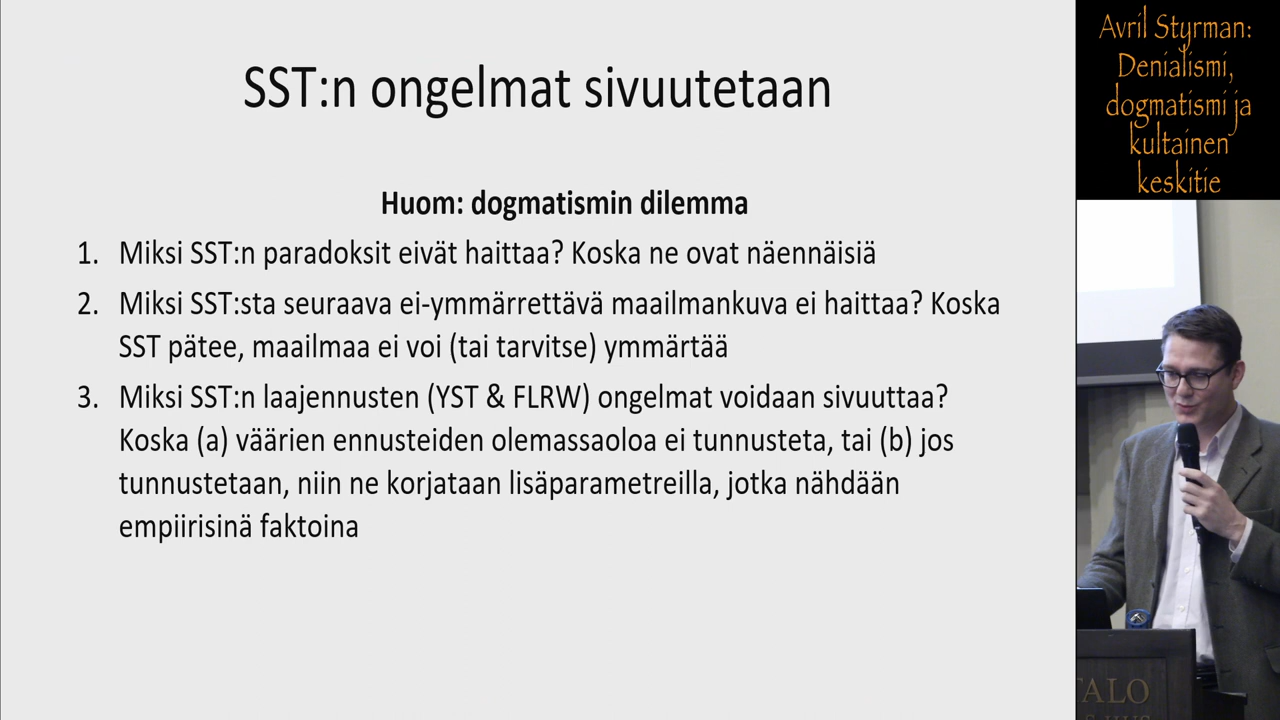 SST:n ongelmat sivuutetaan
Huom: dogmatismin dilemma
1. Miksi SST:n paradoksit eivät haittaa? Koska ne ovat näennäisiä
2. Miksi SST:sta seuraava ei-ymmärrettävä maailmankuva ei haittaa? Koska
SST pätee, maailmaa ei voi (tai tarvitse) ymmärtää
3. Miksi SST:n laajennusten (YST & FLRW) ongelmat voidaan sivuuttaa?
Koska (a) väärien ennusteiden olemassaoloa ei tunnusteta, tai (b) jos
tunnustetaan, niin ne korjataan lisäparametreilla, jotka nähdään
empiirisinä faktoina
Avril Styrman:
Denialismi,
dogmatismi ja
kultainen
keskitie
TALO